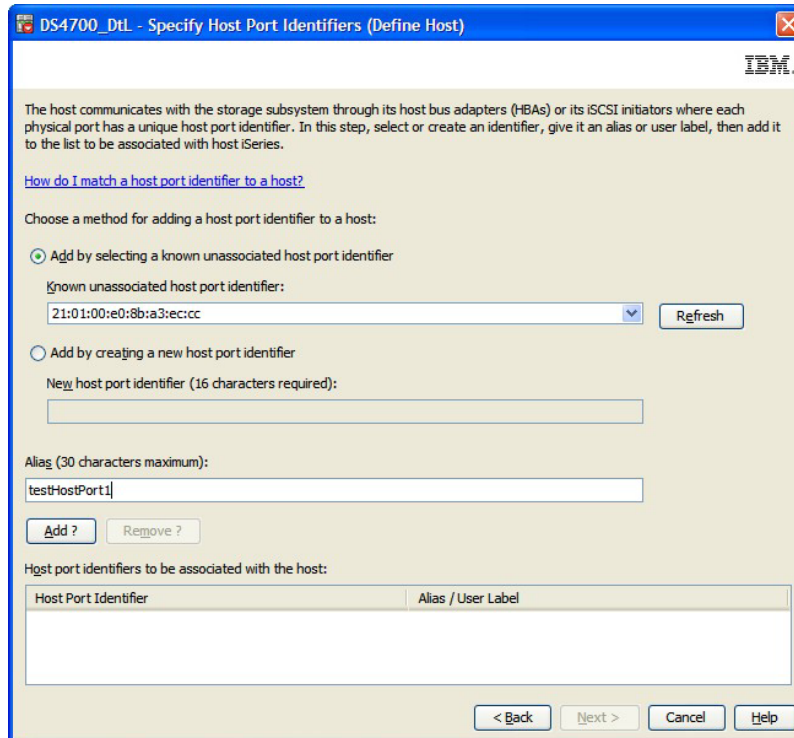 DS4700_DtL - Specify Host Port Identifiers (Define Host)
IBM.
The host communicates with the storage subsystem through its host bus adapters (HBAs) or its iSCSI initiators where each
physical port has a unique host port identifier. In this step, select or create an identifier, give it an alias or user label, then add it
to the list to be associated with host iSeries.
How do I match a host port identifier to a host?
Choose a method for adding a host port identifier to a host:
Add by selecting a known unassociated host port identifier
Known unassociated host port identifier:
21:01:00:e0:8b:a3:ec:cc
Refresh
Add by creating a new host port identifier
New host port identifier (16 characters required):
Alias (30 characters maximum):
testHostPort1
Add ? Remove ?
Host port identifiers to be associated with the host:
Host Port Identifier Alias / User Label
< Back Next > Cancel Help